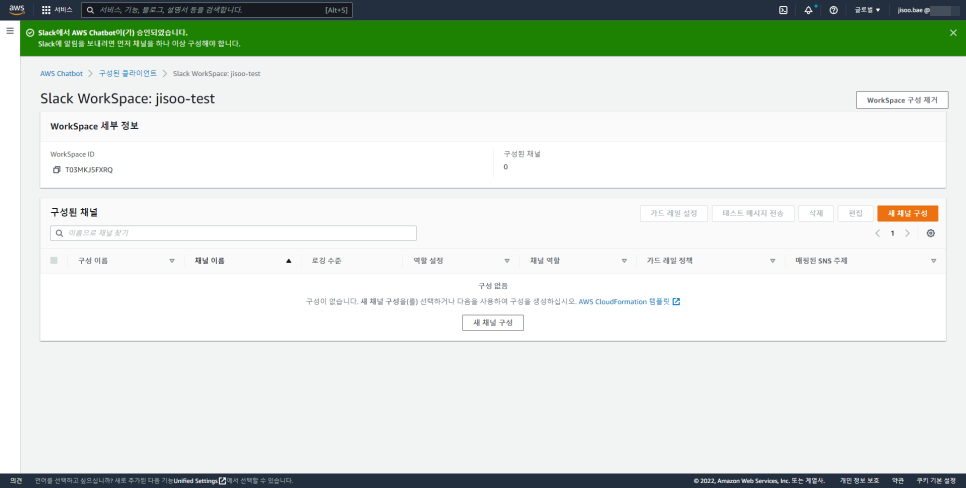 aws
서비스
서비스, 기능, 블로그, 설명서 등을 검색합니다.
[Alt+S]
글로벌 ▼
jisoo.bae @
Slack에서 AWS Chatbot이(가) 승인되었습니다.
Slack에 알림을 보내려면 먼저 채널을 하나 이상 구성해야 합니다.
AWS Chatbot > 구성된 클라이언트 > Slack WorkSpace: jisoo-test
Slack WorkSpace: jisoo-test
WorkSpace 구성 제거
WorkSpace 세부 정보
WorkSpace ID
T03MKJSFXRQ
구성된 채널
0
구성된 채널
가드 레일 설정
테스트 메시지 전송
삭제
편집
새 채널 구성
이름으로 채널 찾기
< 1 >
구성 이름
채널 이름
로깅 수준
역할 설정
채널 역할
가드 레일 정책
매핑된 SNS 주제
구성 없음
구성이 없습니다. 새 채널 구성을(를) 선택하거나 다음을 사용하여 구성을 생성하십시오. AWS CloudFormation 템플릿
새 채널 구성
의견
언어를 선택하고 싶으십니까? 새로 추가된 다음 기능Unified Settings에서 선택할 수 있습니다.
© 2022, Amazon Web Services, Inc. 또는 계열사.
개인 정보 보호
약관
쿠키 기본 설정